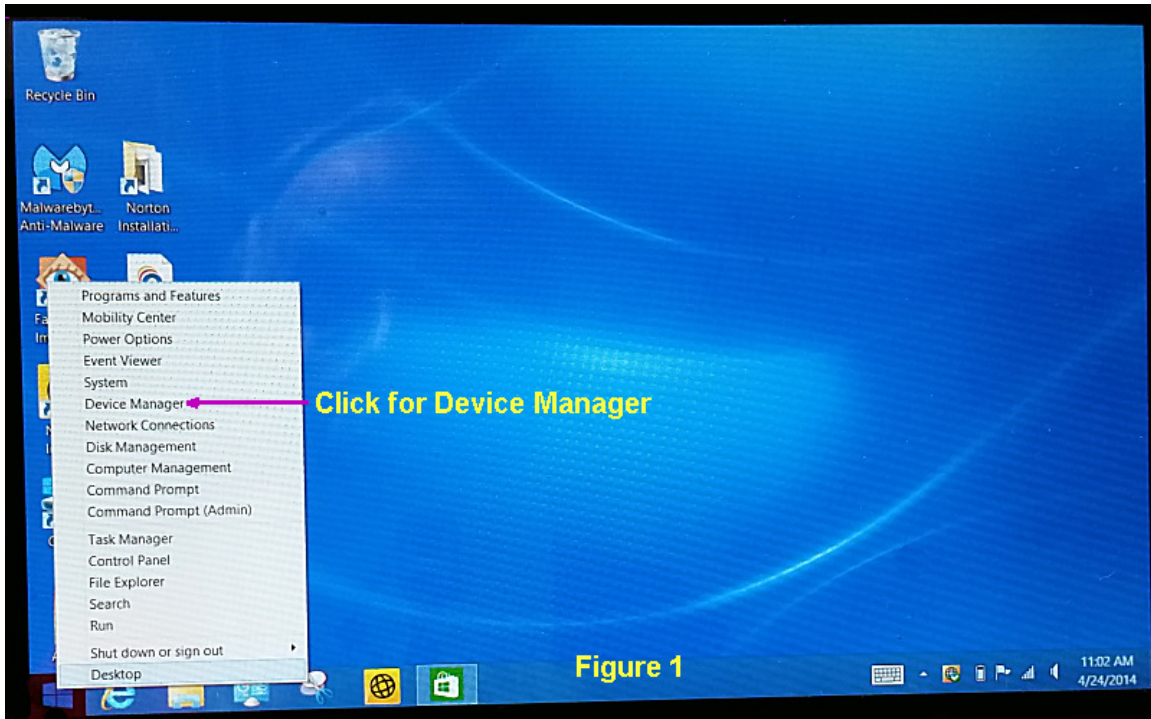 Recycle Bin
Malwarebyt...
Anti-Malware
Norton
Installati...
Fa
Im
Programs and Features
Mobility Center
Power Options
Event Viewer
System
Device Manager
Click for Device Manager
Network Connections
Disk Management
Computer Management
Command Prompt
Command Prompt (Admin)
Task Manager
Control Panel
File Explorer
Search
Run
Shut down or sign out
Desktop
Figure 1
11:02 AM
4/24/2014